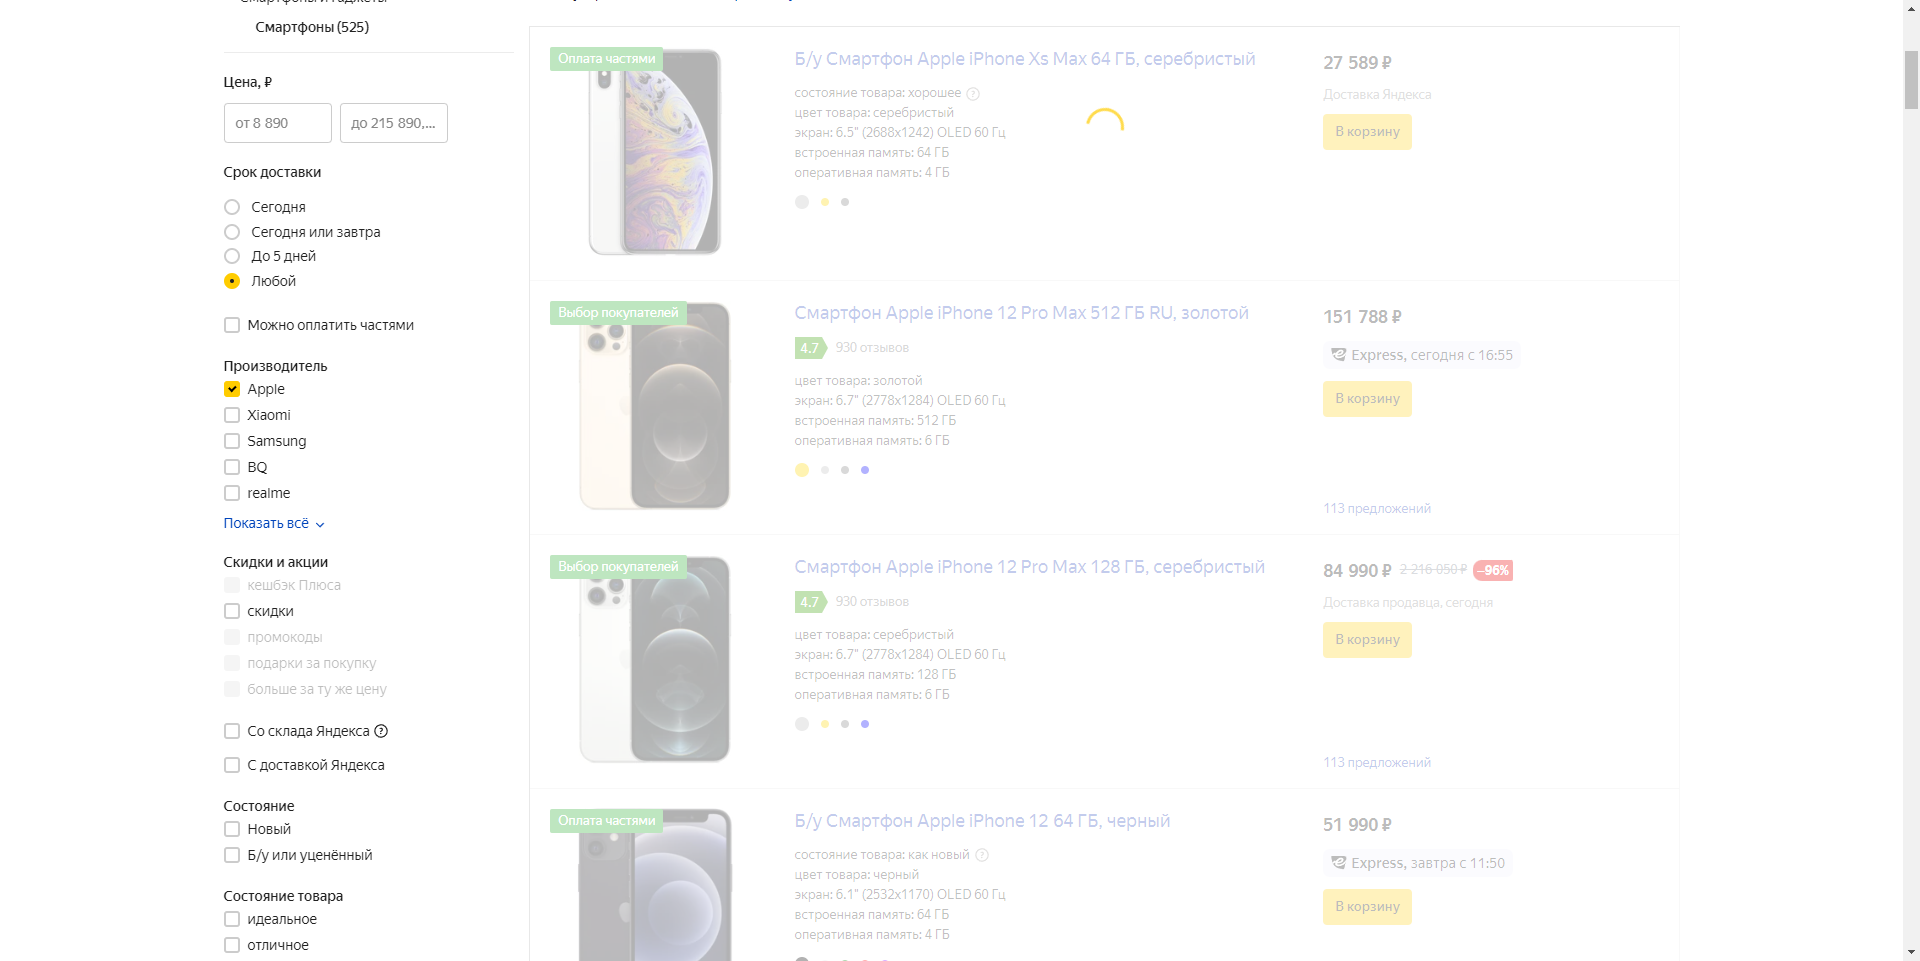 Смартфоны (525)
Цена, ₽
от 8 890
до 215 890,...
Срок доставки
Сегодня
Сегодня или завтра
До 5 дней
Любой
Можно оплатить частями
Производитель
Apple
Xiaomi
Samsung
BQ
realme
Показать всё
Скидки и акции
кешбэк Плюса
скидки
промокоды
подарки за покупку
больше за ту же цену
Со склада Яндекса
С доставкой Яндекса
Состояние
Новый
Б/у или уценённый
Состояние товара
идеальное
отличное
Оплата частями
Б/у Смартфон Apple iPhone Xs Max 64 ГБ, серебристый
состояние товара: хорошее
цвет товара: серебристый
экран: 6.5" (2688x1242) OLED 60 Гц
встроенная память: 64 ГБ
оперативная память: 4 ГБ
27 589 ₽
Доставка Яндекса
В корзину
Выбор покупателей
Смартфон Apple iPhone 12 Pro Max 512 ГБ RU, золотой
4.7 930 отзывов
цвет товара: золотой
экран: 6.7" (2778x1284) OLED 60 Гц
встроенная память: 512 ГБ
оперативная память: 6 ГБ
151 788 ₽
Express, сегодня с 16:55
В корзину
113 предложений
Выбор покупателей
Смартфон Apple iPhone 12 Pro Max 128 ГБ, серебристый
4.7 930 отзывов
цвет товара: серебристый
экран: 6.7" (2778x1284) OLED 60 Гц
встроенная память: 128 ГБ
оперативная память: 6 ГБ
84 990 ₽ 2 216 050 ₽ –96%
Доставка продавца, сегодня
В корзину
113 предложений
Оплата частями
Б/у Смартфон Apple iPhone 12 64 ГБ, черный
состояние товара: как новый
цвет товара: черный
экран: 6.1" (2532x1170) OLED 60 Гц
встроенная память: 64 ГБ
оперативная память: 4 ГБ
51 990 ₽
Express, завтра с 11:50
В корзину